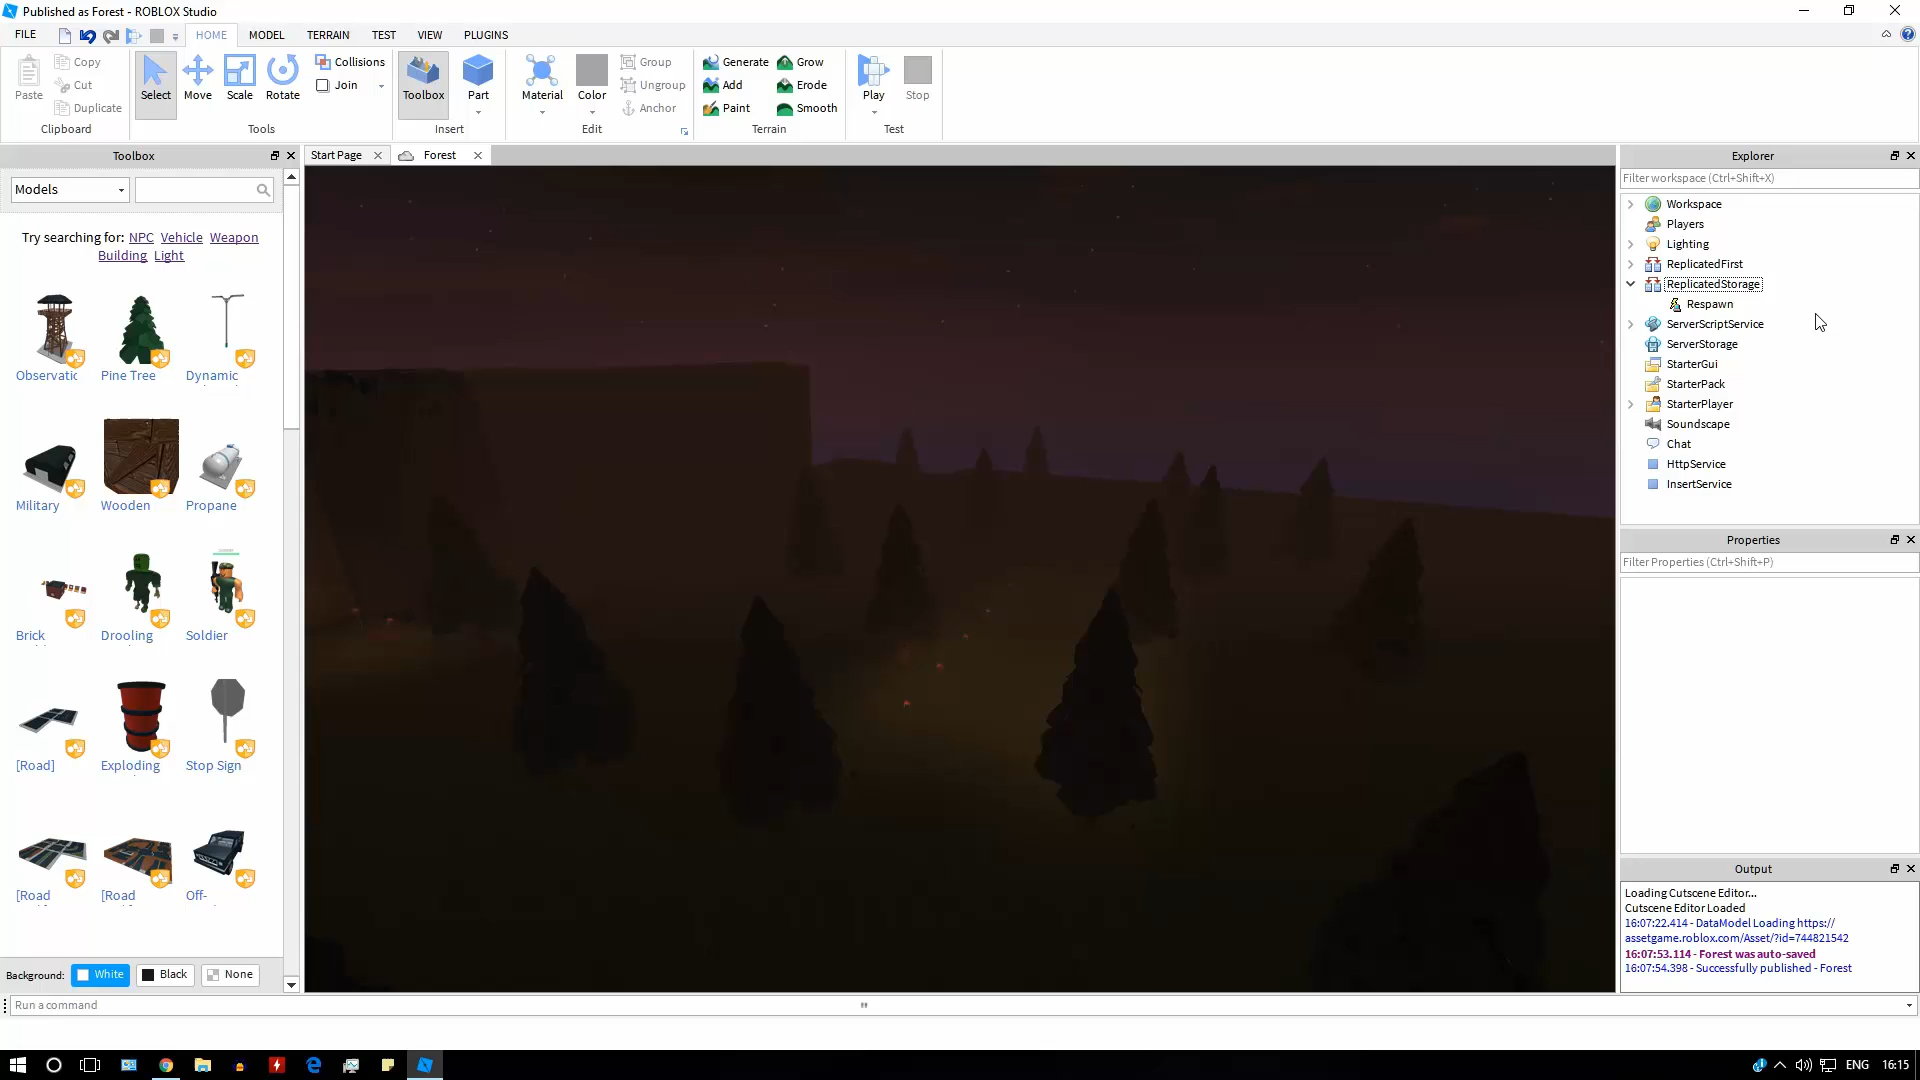 Published as Forest - ROBLOX Studio
FILE
HOME
MODEL
TERRAIN
TEST
VIEW
PLUGINS
Paste
Copy
Cut
Duplicate
Clipboard
Select
Move
Scale
Rotate
Collisions
Join
Tools
Toolbox
Part
Insert
Material
Color
Group
Ungroup
Anchor
Edit
Generate
Add
Paint
Grow
Erode
Smooth
Terrain
Play
Stop
Test
Toolbox
Models
Try searching for: NPC Vehicle Weapon
Building Light
Observatic
Pine Tree
Dynamic
Military
Wooden
Propane
Brick
Drooling
Soldier
[Road]
Exploding
Stop Sign
[Road
[Road
Off-
Background:
White
Black
None
Start Page
Forest
Explorer
Filter workspace (Ctrl+Shift+X)
Workspace
Players
Lighting
ReplicatedFirst
ReplicatedStorage
Respawn
ServerScriptService
ServerStorage
StarterGui
StarterPack
StarterPlayer
Soundscape
Chat
HttpService
InsertService
Properties
Filter Properties (Ctrl+Shift+P)
Output
Loading Cutscene Editor...
Cutscene Editor Loaded
16:07:22.414 - DataModel Loading https://
assetgame.roblox.com/Asset/?id=744821542
16:07:53.114 - Forest was auto-saved
16:07:54.398 - Successfully published - Forest
Run a command
ENG
16:15